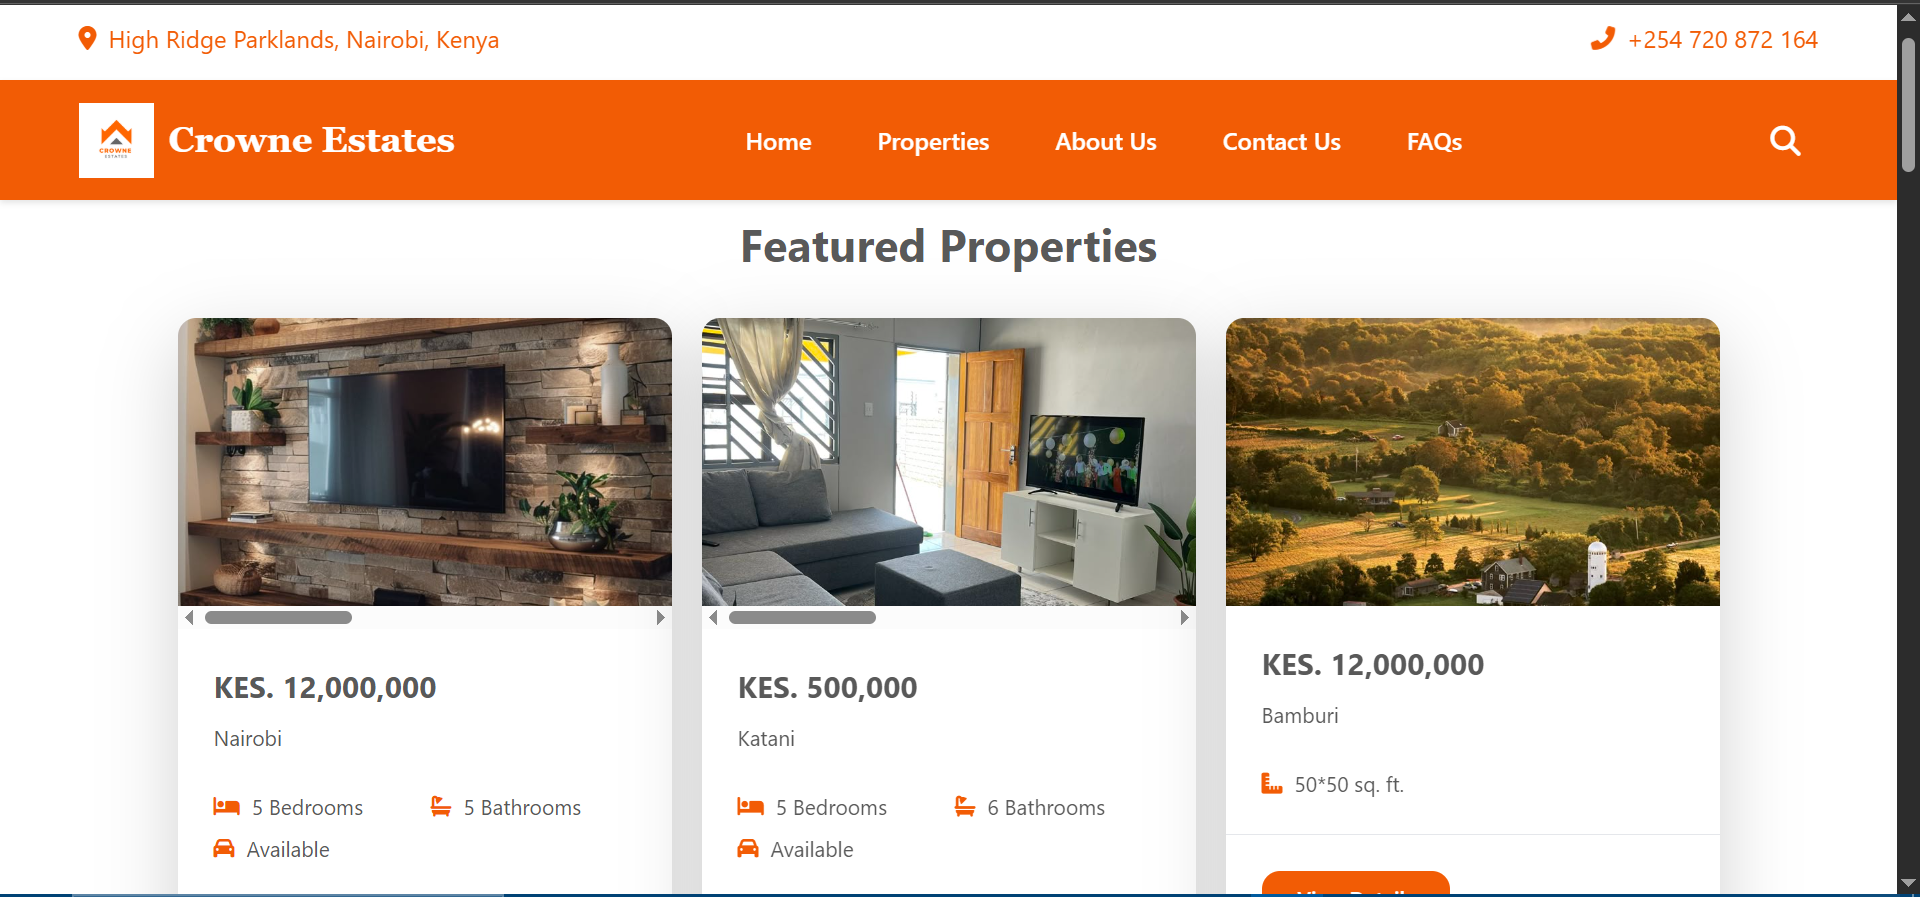 High Ridge Parklands, Nairobi, Kenya
+254 720 872 164
CROWNE
ESTATES
Crowne Estates
Home
Properties
About Us
Contact Us
FAQs
Featured Properties
KES. 12,000,000
Nairobi
5 Bedrooms
5 Bathrooms
Available
KES. 500,000
Katani
5 Bedrooms
6 Bathrooms
Available
KES. 12,000,000
Bamburi
50*50 sq. ft.